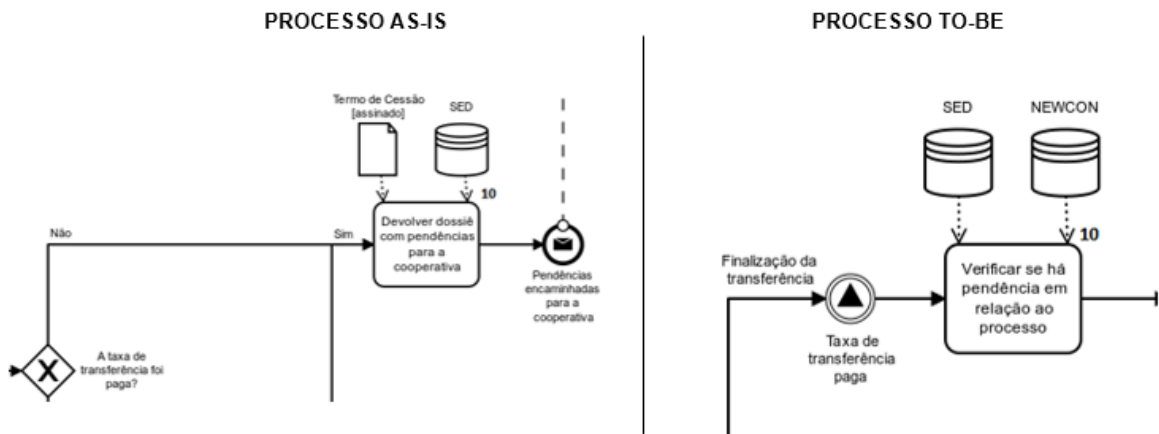 PROCESSO AS-IS
Termo de Cessão
[assinado]
SED
10
Não
Sim
Devolver dossiê
com pendências
para a
cooperativa
Pendências
encaminhadas
para a
cooperativa
X
A taxa de
transferência foi
paga?
PROCESSO TO-BE
SED
NEWCON
10
Finalização da
transferência
Verificar se há
pendência em
relação ao
processo
Taxa de
transferência
paga